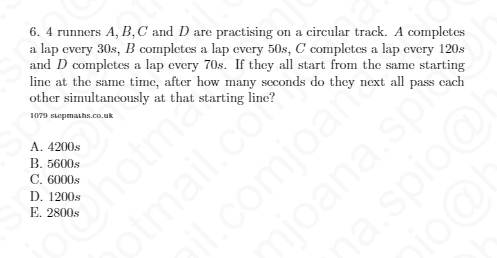 6. 4 runners A, B, C and D are practising on a circular track. A completes
a lap every 30s, B completes a lap every 50s, C completes a lap every 120s
and D completes a lap every 70s. If they all start from the same starting
line at the same time, after how many seconds do they next all pass each
other simultaneously at that starting line?
1079 stepmaths.co.uk
A. 4200s
B. 5600s
C. 6000s
D. 1200s
E. 2800s